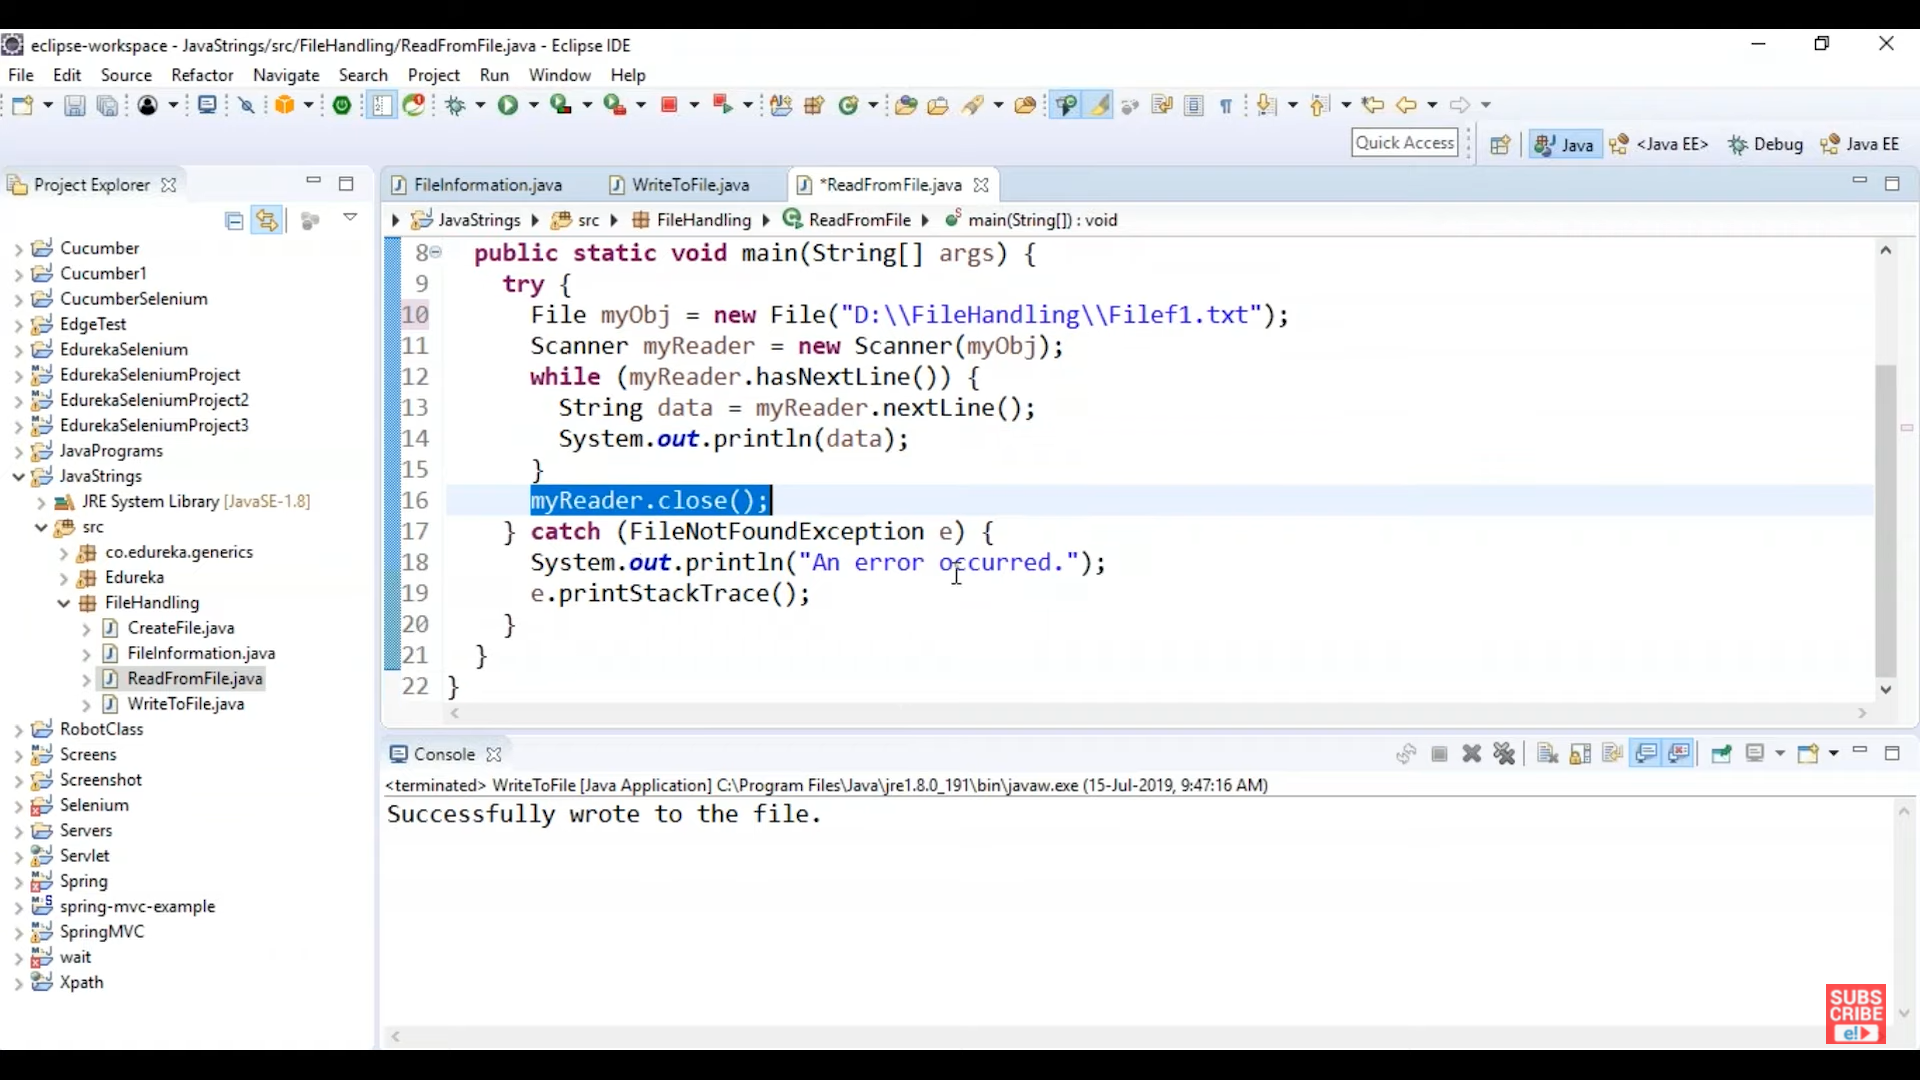 eclipse-workspace - JavaStrings/src/FileHandling/ReadFromFile.java - Eclipse IDE
File Edit Source Refactor Navigate Search Project Run Window Help
Quick Access
Java
<Java EE>
Debug
Java EE
Project Explorer
Cucumber
Cucumber1
CucumberSelenium
EdgeTest
EdurekaSelenium
EdurekaSeleniumProject
EdurekaSeleniumProject2
EdurekaSeleniumProject3
JavaPrograms
JavaStrings
JRE System Library [JavaSE-1.8]
src
co.edureka.generics
Edureka
FileHandling
CreateFile.java
FileInformation.java
ReadFromFile.java
WriteToFile.java
RobotClass
Screens
Screenshot
Selenium
Servers
Servlet
Spring
spring-mvc-example
SpringMVC
wait
Xpath
FileInformation.java
WriteToFile.java
*ReadFromFile.java
JavaStrings src FileHandling ReadFromFile main(String[]) : void
8 public static void main(String[] args) {
9 try {
10 File myObj = new File("D:\\FileHandling\\Filef1.txt");
11 Scanner myReader = new Scanner(myObj);
12 while (myReader.hasNextLine()) {
13 String data = myReader.nextLine();
14 System.out.println(data);
15 }
16 myReader.close();
17 } catch (FileNotFoundException e) {
18 System.out.println("An error occurred.");
19 e.printStackTrace();
20 }
21 }
22 }
Console
<terminated> WriteToFile [Java Application] C:\Program Files\Java\jre1.8.0_191\bin\javaw.exe (15-Jul-2019, 9:47:16 AM)
Successfully wrote to the file.
SUBS
CRIBE
e!